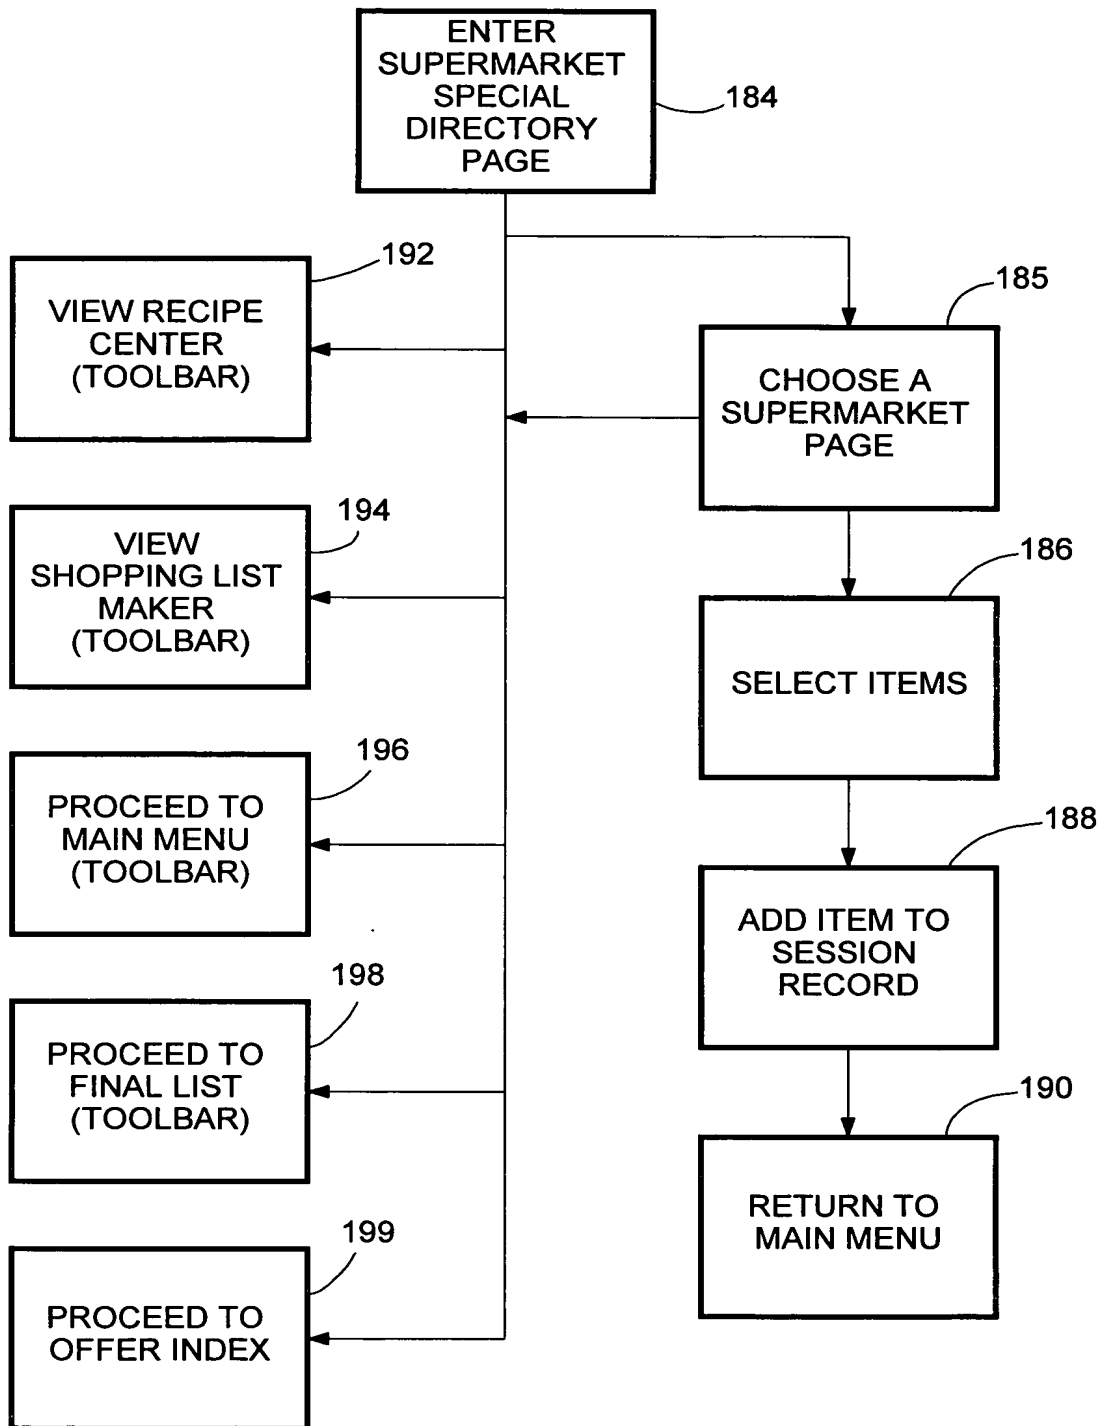 ENTER
SUPERMARKET
SPECIAL
DIRECTORY
PAGE
184
192
VIEW RECIPE
CENTER
(TOOLBAR)
185
CHOOSE A
SUPERMARKET
PAGE
194
VIEW
SHOPPING LIST
MAKER
(TOOLBAR)
186
SELECT ITEMS
196
PROCEED TO
MAIN MENU
(TOOLBAR)
188
ADD ITEM TO
SESSION
RECORD
198
PROCEED TO
FINAL LIST
(TOOLBAR)
190
RETURN TO
MAIN MENU
199
PROCEED TO
OFFER INDEX